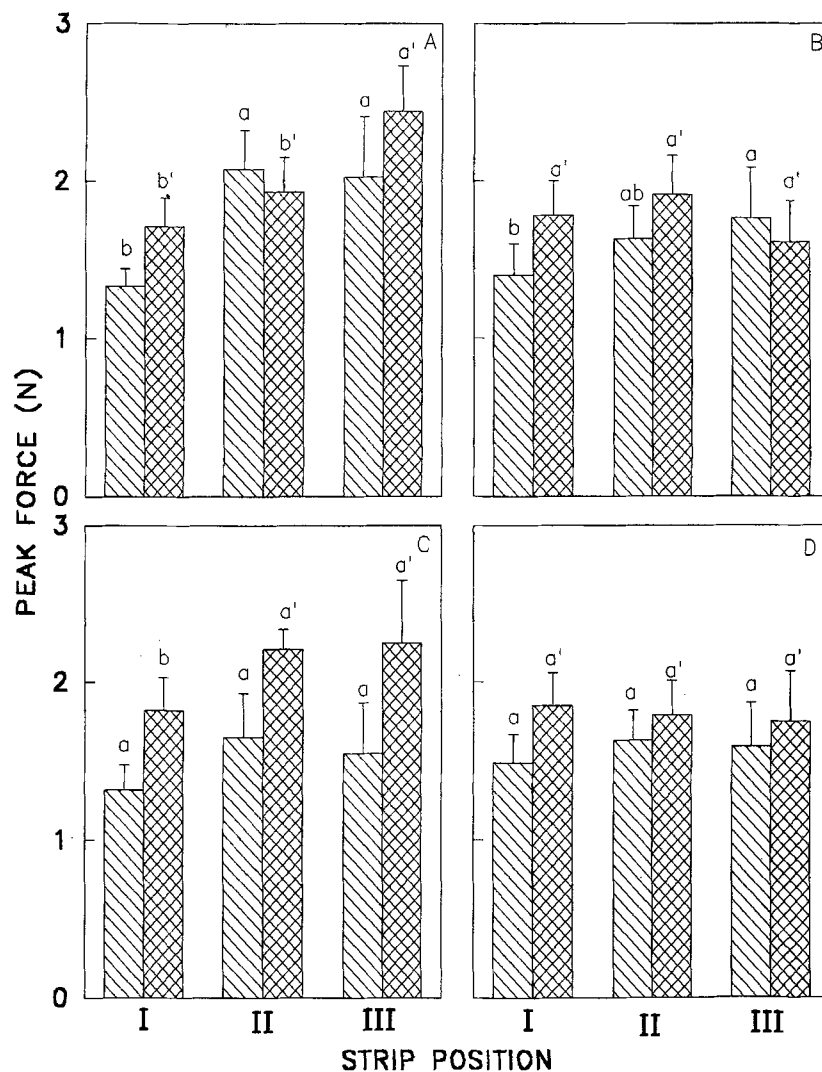 3 A a' B
a a
b' b' a' a' a
2 ab a'
b b
1
0
3 C a' a' D
b a' a' a'
2 a a a a a
a
1
0
I II III I II III
PEAK FORCE (N)
STRIP POSITION